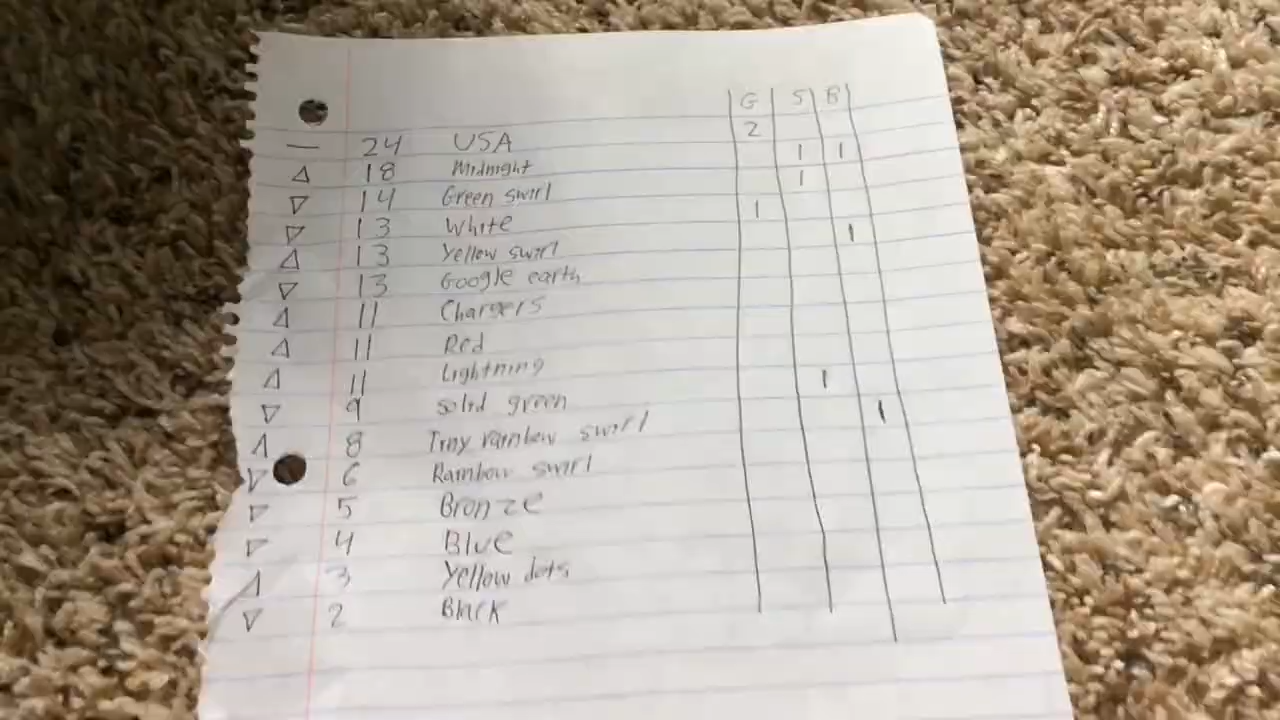 G S B
— 24 USA 2
△ 18 Midnight 1 1
▽ 14 Green swirl 1
▽ 13 White 1
△ 13 Yellow swirl 1
▽ 13 Google earth
△ 11 Chargers
△ 11 Red
△ 11 Lightning
▽ 9 solid green 1
△ 8 Tiny rainbow swirl 1
▽ 6 Rainbow swirl
▽ 5 Bronze
▽ 4 Blue
△ 3 Yellow dots
▽ 2 Black